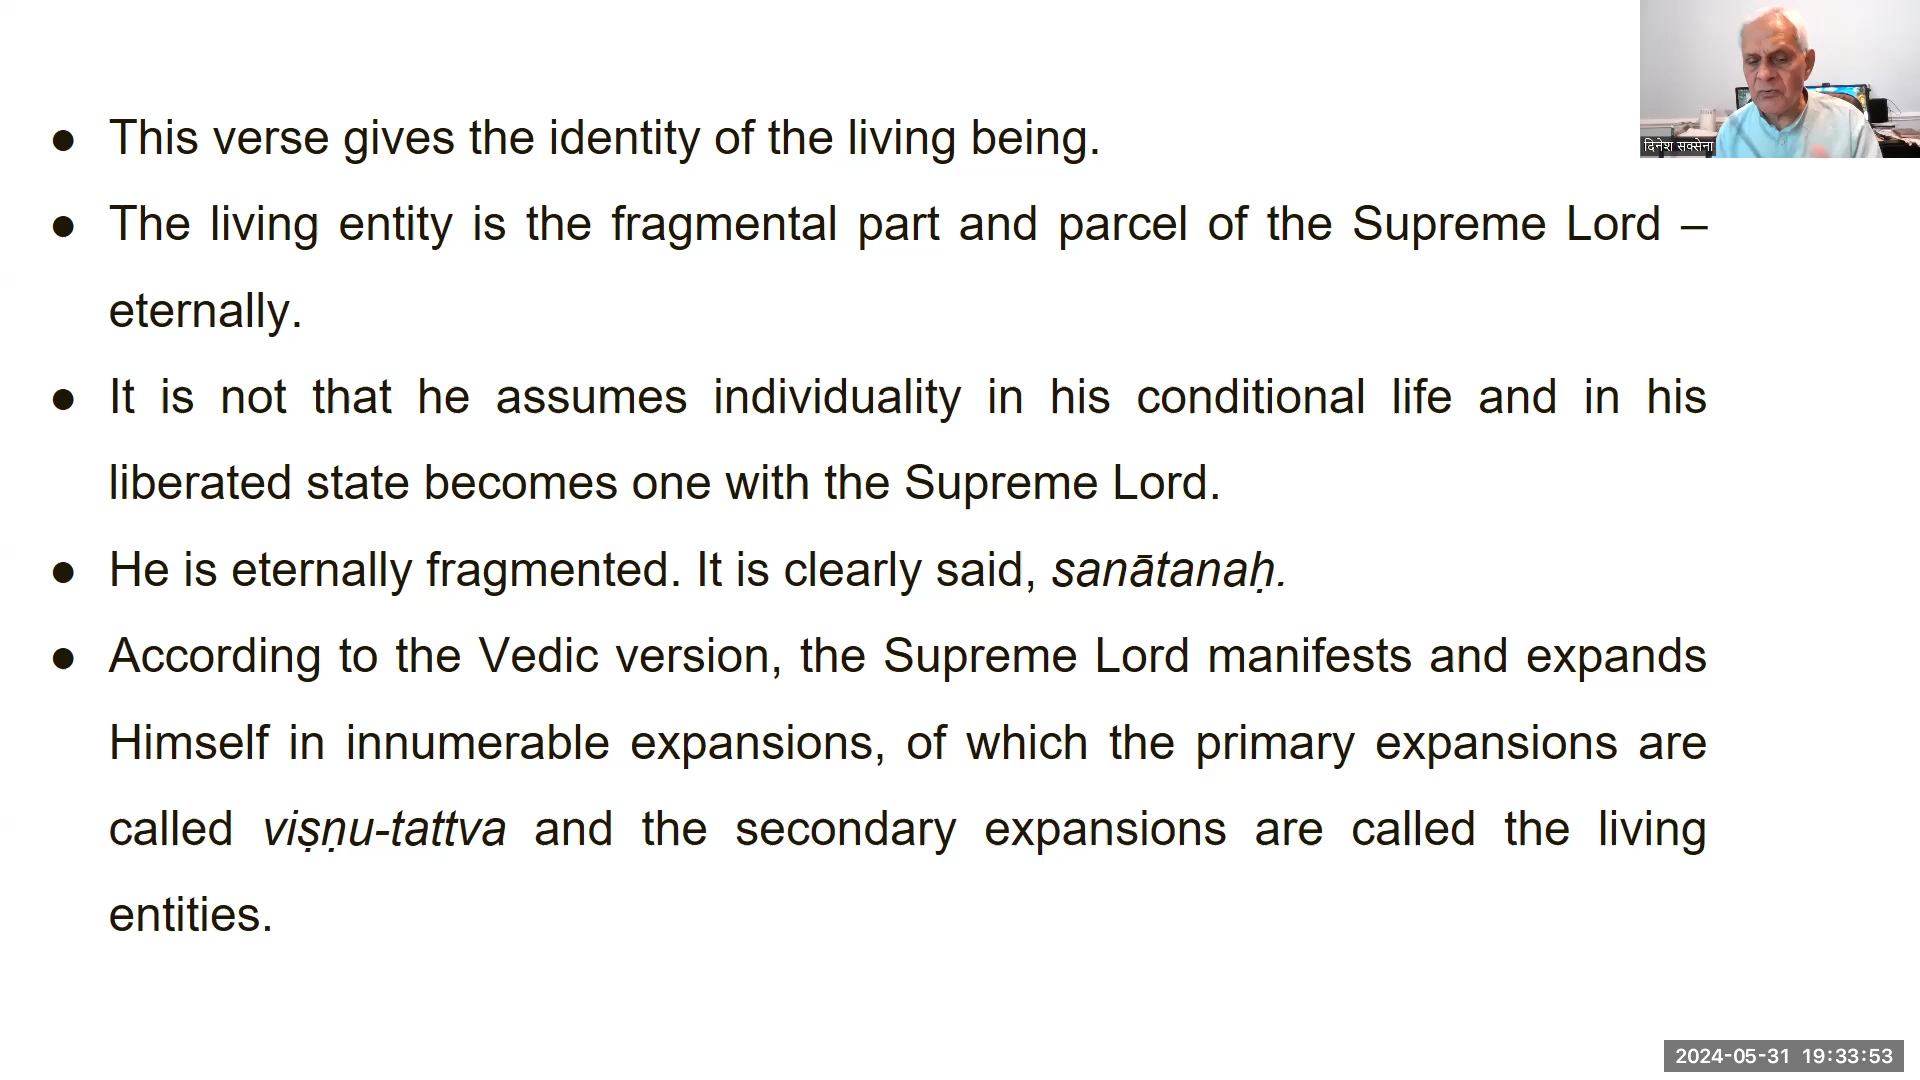 ● This verse gives the identity of the living being.
● The living entity is the fragmental part and parcel of the Supreme Lord –
eternally.
● It is not that he assumes individuality in his conditional life and in his
liberated state becomes one with the Supreme Lord.
● He is eternally fragmented. It is clearly said, sanātanaḥ.
● According to the Vedic version, the Supreme Lord manifests and expands
Himself in innumerable expansions, of which the primary expansions are
called viṣṇu-tattva and the secondary expansions are called the living
entities.
दिनेश सक्सेना
2024-05-31 19:33:53